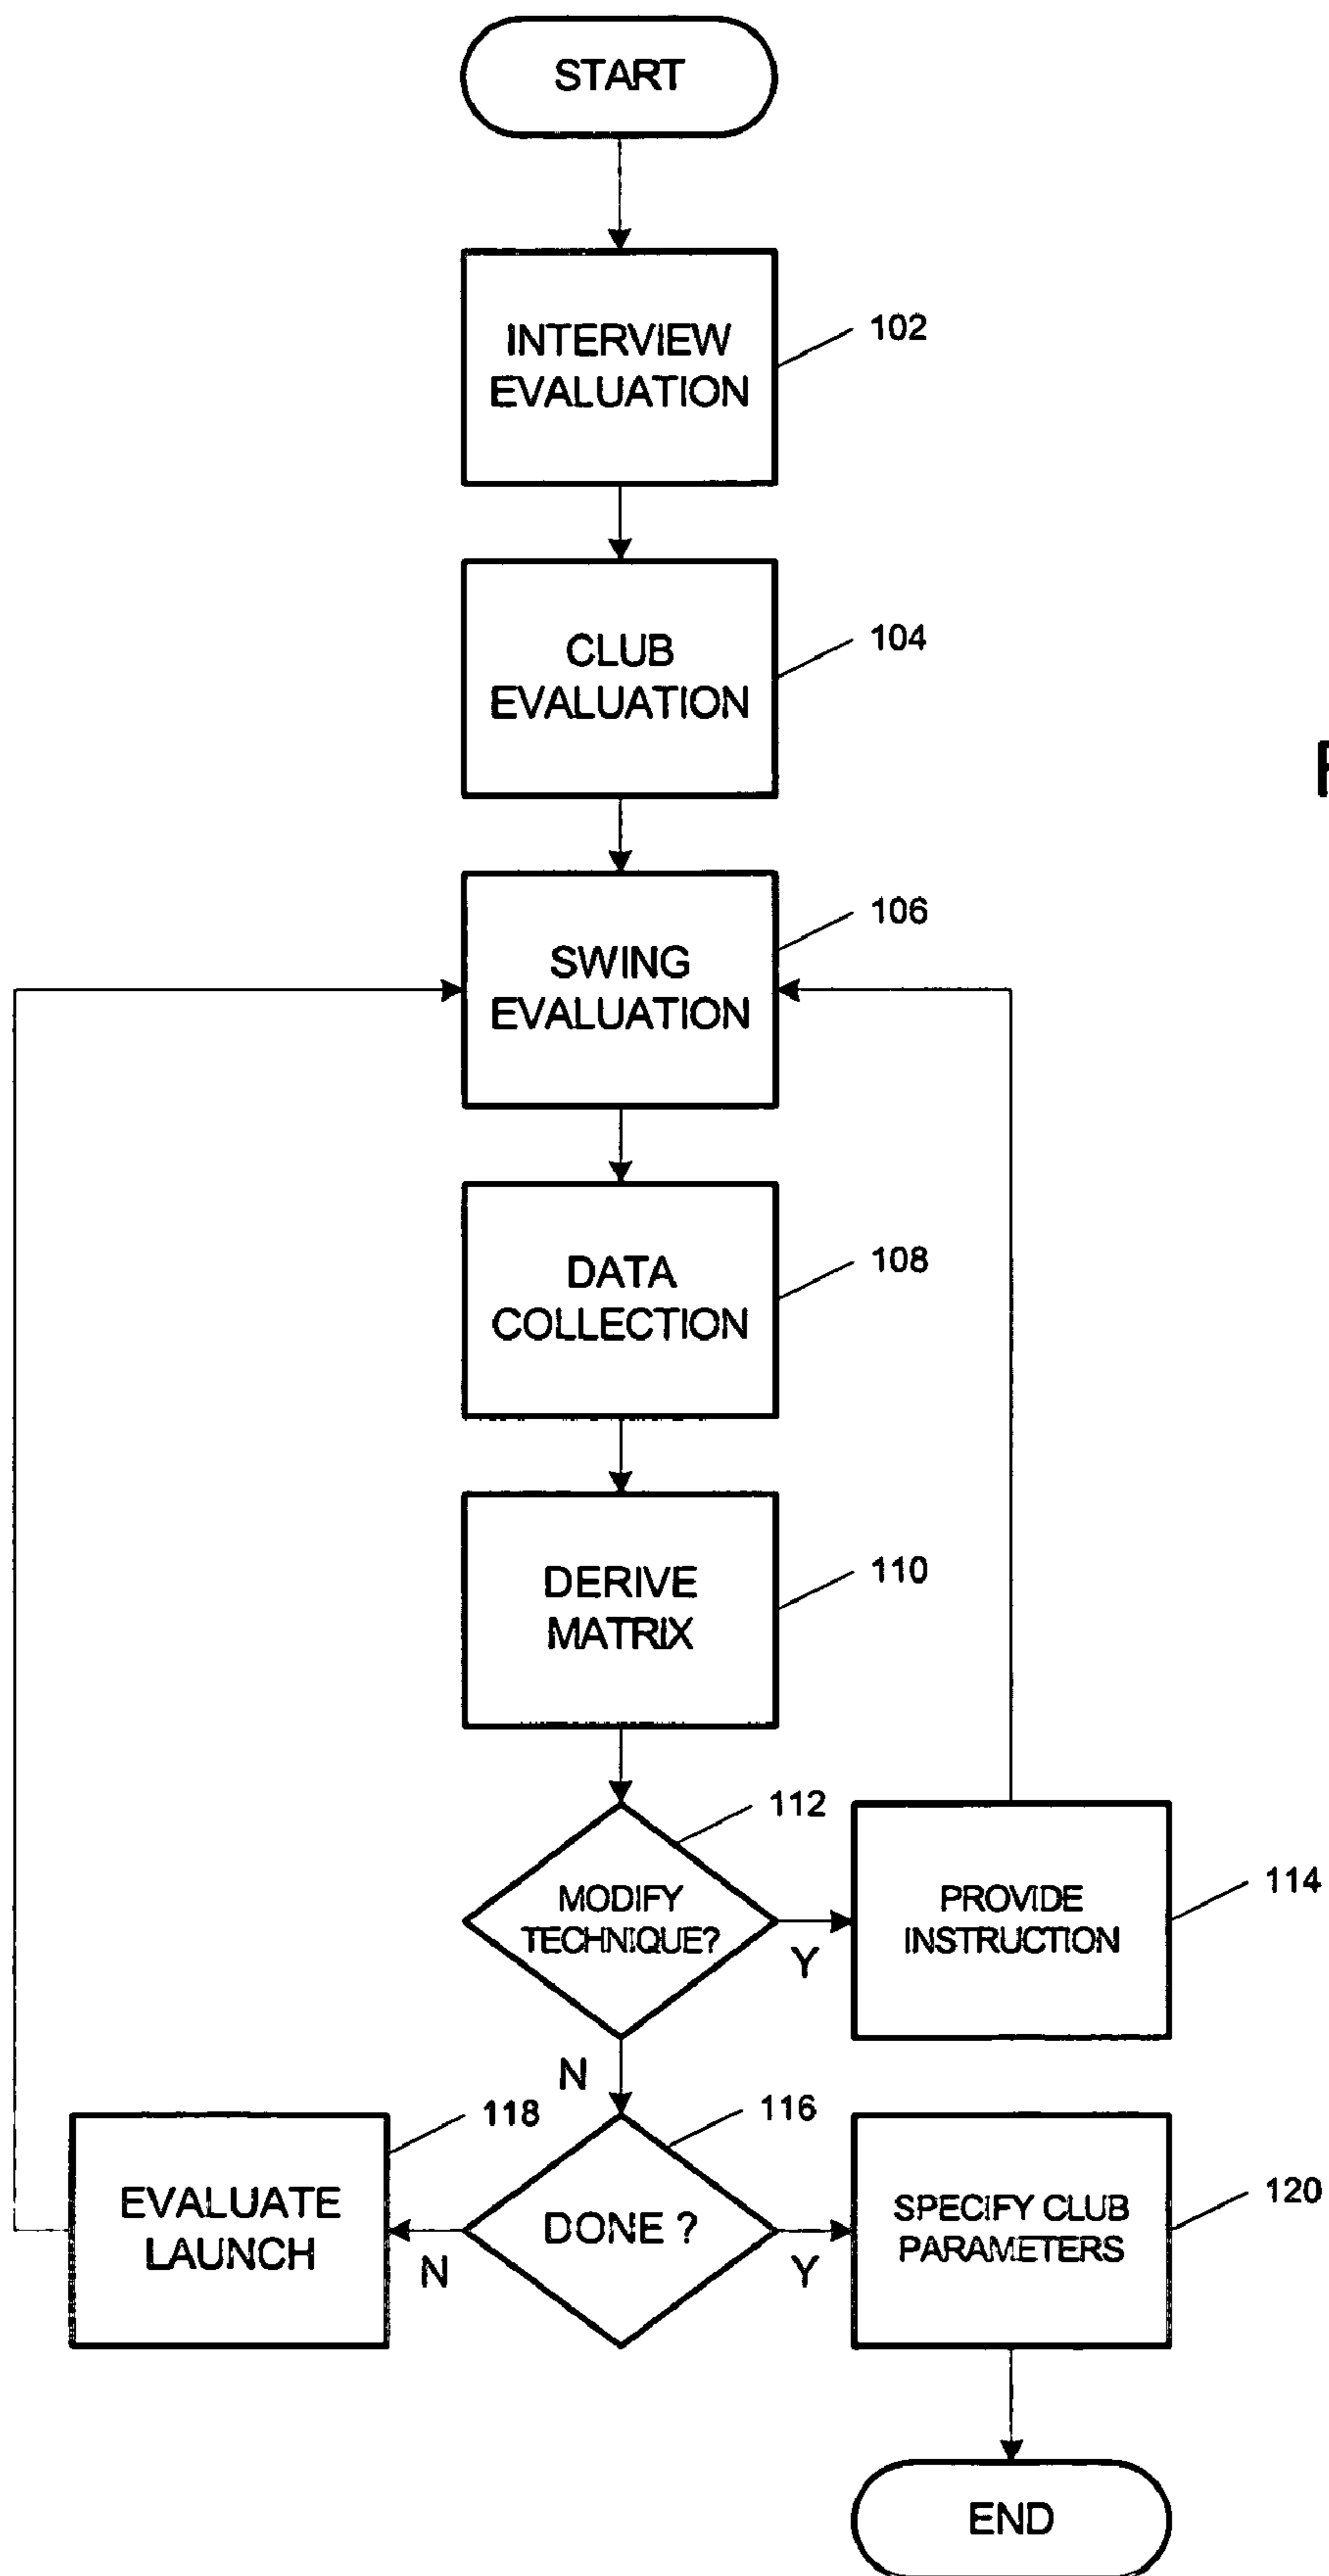 START
INTERVIEW
EVALUATION
102
CLUB
EVALUATION
104
SWING
EVALUATION
106
DATA
COLLECTION
108
DERIVE
MATRIX
110
MODIFY
TECHNIQUE?
112
Y
PROVIDE
INSTRUCTION
114
N
EVALUATE
LAUNCH
118
N
DONE ?
116
Y
SPECIFY CLUB
PARAMETERS
120
END